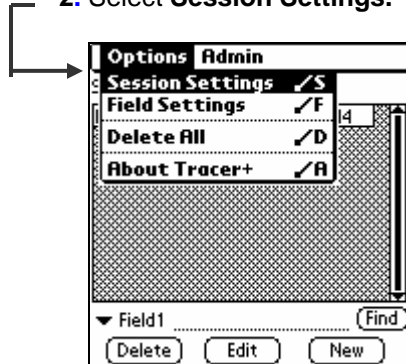 2. Select Session Settings.
Options Admin
Session Settings ✓S
Field Settings ✓F
Delete All ✓D
About Tracer+ ✓A
▼ Field1 Find
Delete Edit New